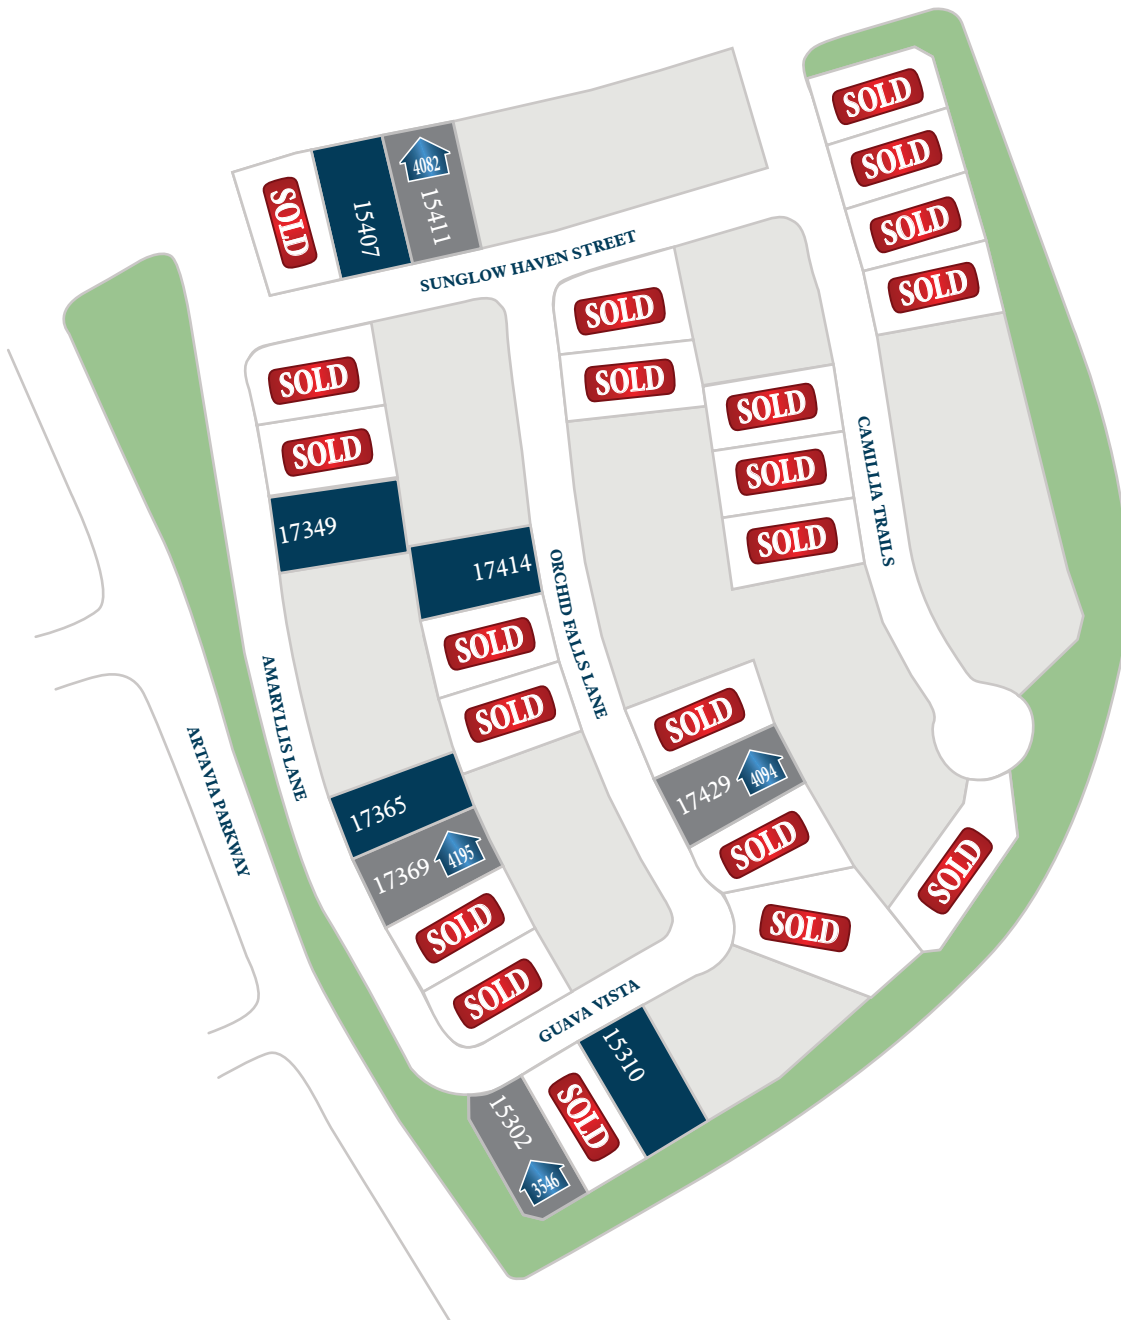 SOLD
SOLD
SOLD
SOLD
4082
SOLD
15407
15411
SUNGLOW HAVEN STREET
SOLD
SOLD
SOLD
SOLD
17349
17414
SOLD
SOLD
SOLD
SOLD
SOLD
CAMILLIA TRAILS
ORCHID FALLS LANE
AMARYLLIS LANE
ARTAVIA PARKWAY
SOLD
17429
4094
SOLD
SOLD
SOLD
17365
17369
4195
SOLD
SOLD
GUAVA VISTA
15310
15302
SOLD
3546